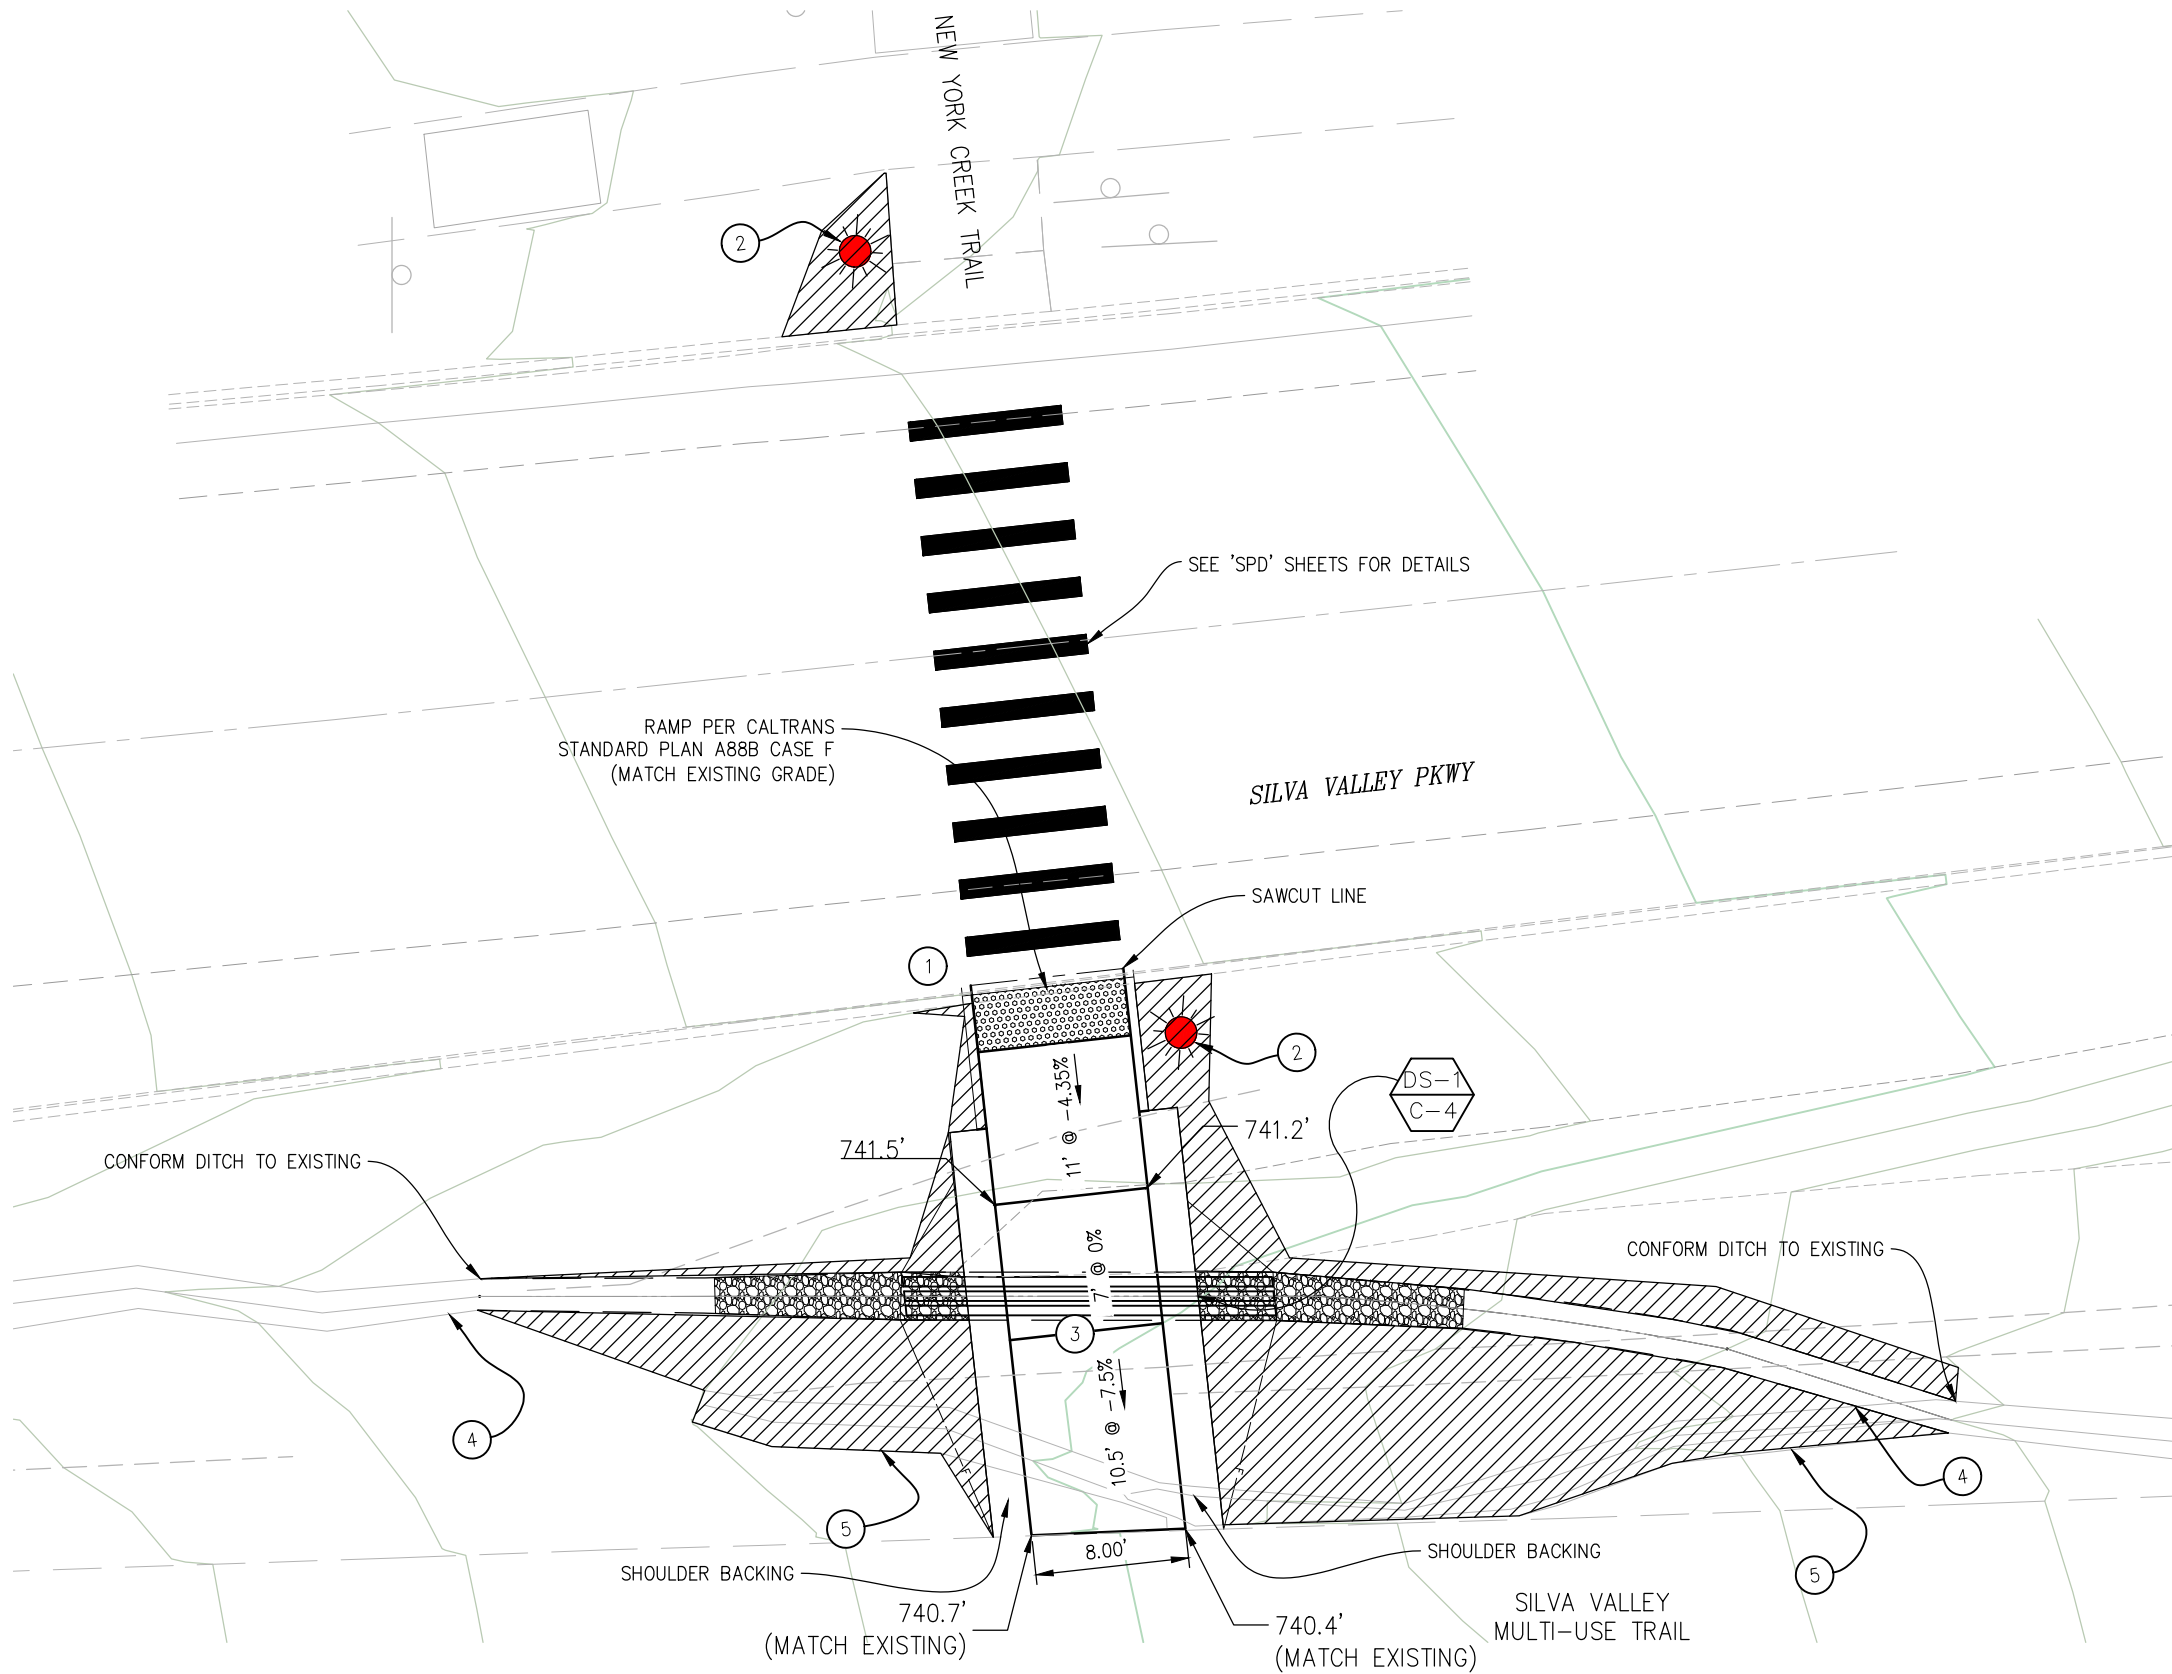 NEW YORK CREEK TRAIL
2
SEE 'SPD' SHEETS FOR DETAILS
RAMP PER CALTRANS
STANDARD PLAN A88B CASE F
(MATCH EXISTING GRADE)
SILVA VALLEY PKWY
SAWCUT LINE
1
2
DS-1
C-4
11' @ -4.35%
741.5'
741.2'
CONFORM DITCH TO EXISTING
7' @ 0%
CONFORM DITCH TO EXISTING
3
10.5' @ -7.5%
4
4
5
5
8.00'
SHOULDER BACKING
SHOULDER BACKING
740.7'
(MATCH EXISTING)
740.4'
(MATCH EXISTING)
SILVA VALLEY
MULTI-USE TRAIL